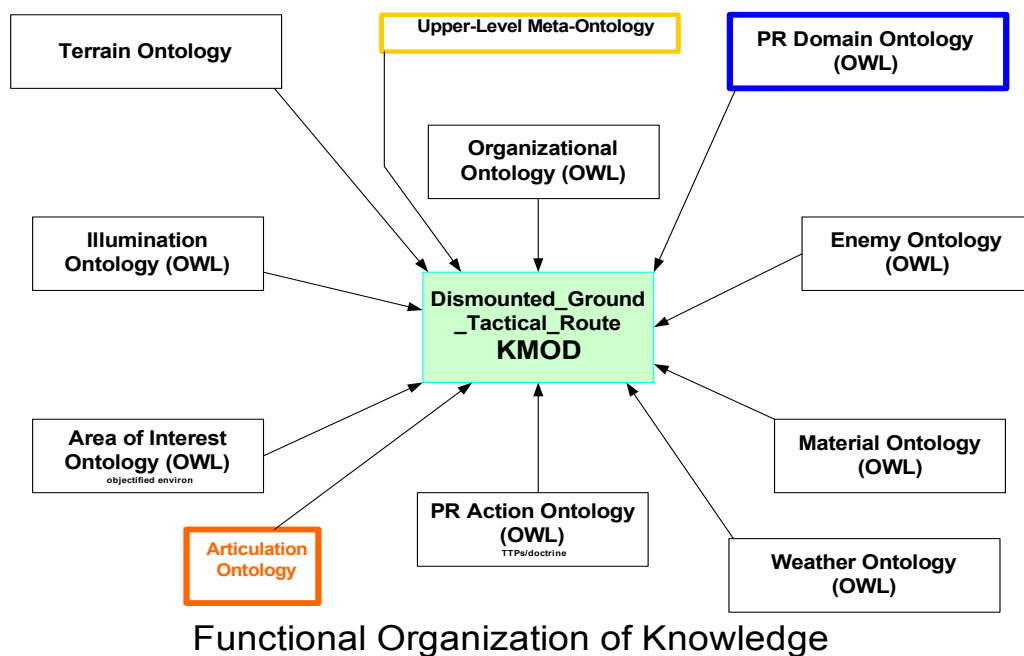 Terrain Ontology
Upper-Level Meta-Ontology
PR Domain Ontology
(OWL)
Organizational
Ontology (OWL)
Illumination
Ontology (OWL)
Enemy Ontology
(OWL)
Dismounted_Ground
_Tactical_Route
KMOD
Area of Interest
Ontology (OWL)
objectified environ
Material Ontology
(OWL)
PR Action Ontology
(OWL)
TTPs/doctrine
Articulation
Ontology
Weather Ontology
(OWL)
Functional Organization of Knowledge